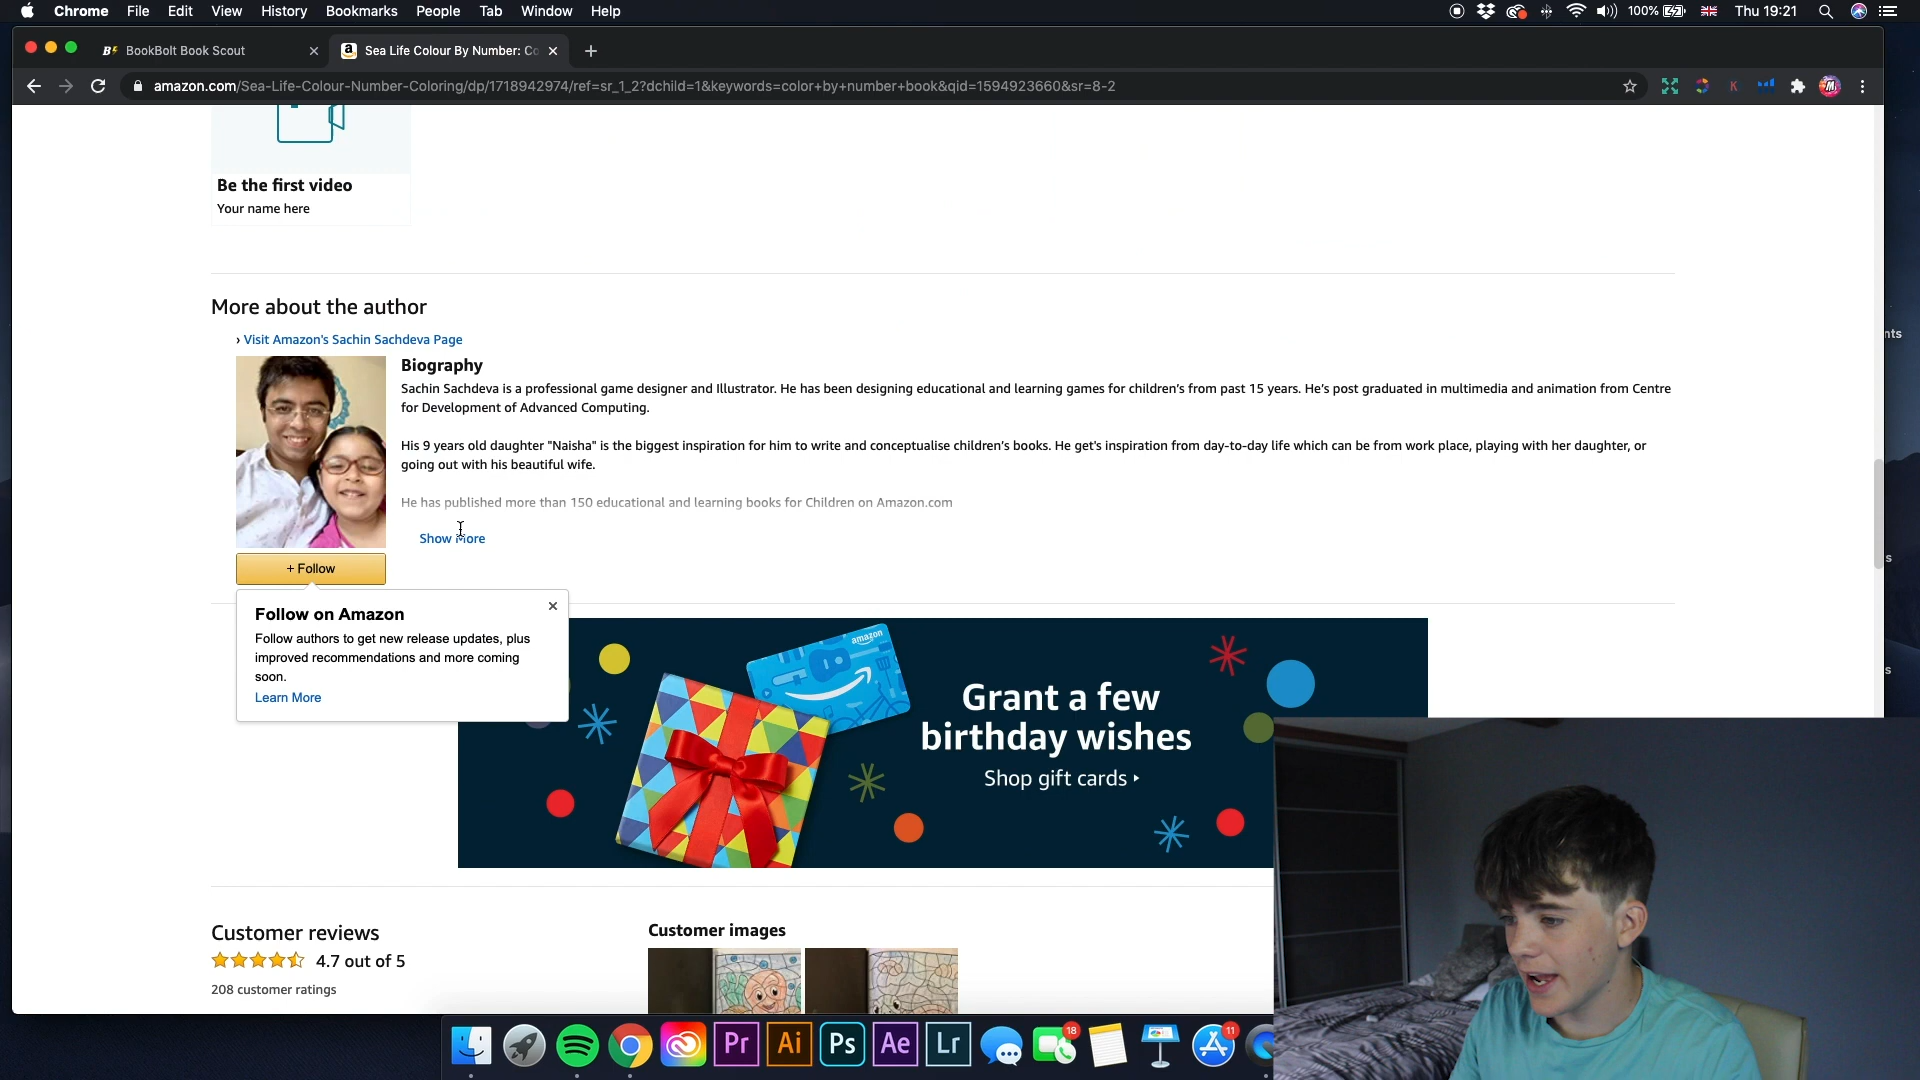 Chrome File Edit View History Bookmarks People Tab Window Help 100% Thu 19:21
B BookBolt Book Scout
Sea Life Colour By Number: Co
amazon.com/Sea-Life-Colour-Number-Coloring/dp/1718942974/ref=sr_1_2?dchild=1&keywords=color+by+number+book&qid=1594923660&sr=8-2
K
Be the first video
Your name here
nts
More about the author
› Visit Amazon's Sachin Sachdeva Page
Biography
Sachin Sachdeva is a professional game designer and Illustrator. He has been designing educational and learning games for children's from past 15 years. He's post graduated in multimedia and animation from Centre
for Development of Advanced Computing.
His 9 years old daughter "Naisha" is the biggest inspiration for him to write and conceptualise children's books. He get's inspiration from day-to-day life which can be from work place, playing with her daughter, or
going out with his beautiful wife.
He has published more than 150 educational and learning books for Children on Amazon.com
Show More
s
+ Follow
Follow on Amazon
Follow authors to get new release updates, plus
improved recommendations and more coming
soon.
Learn More
s
amazon
Grant a few
birthday wishes
Shop gift cards ▸
Customer reviews
4.7 out of 5
208 customer ratings
Customer images
Pr Ai Ps Ae Lr 18 11